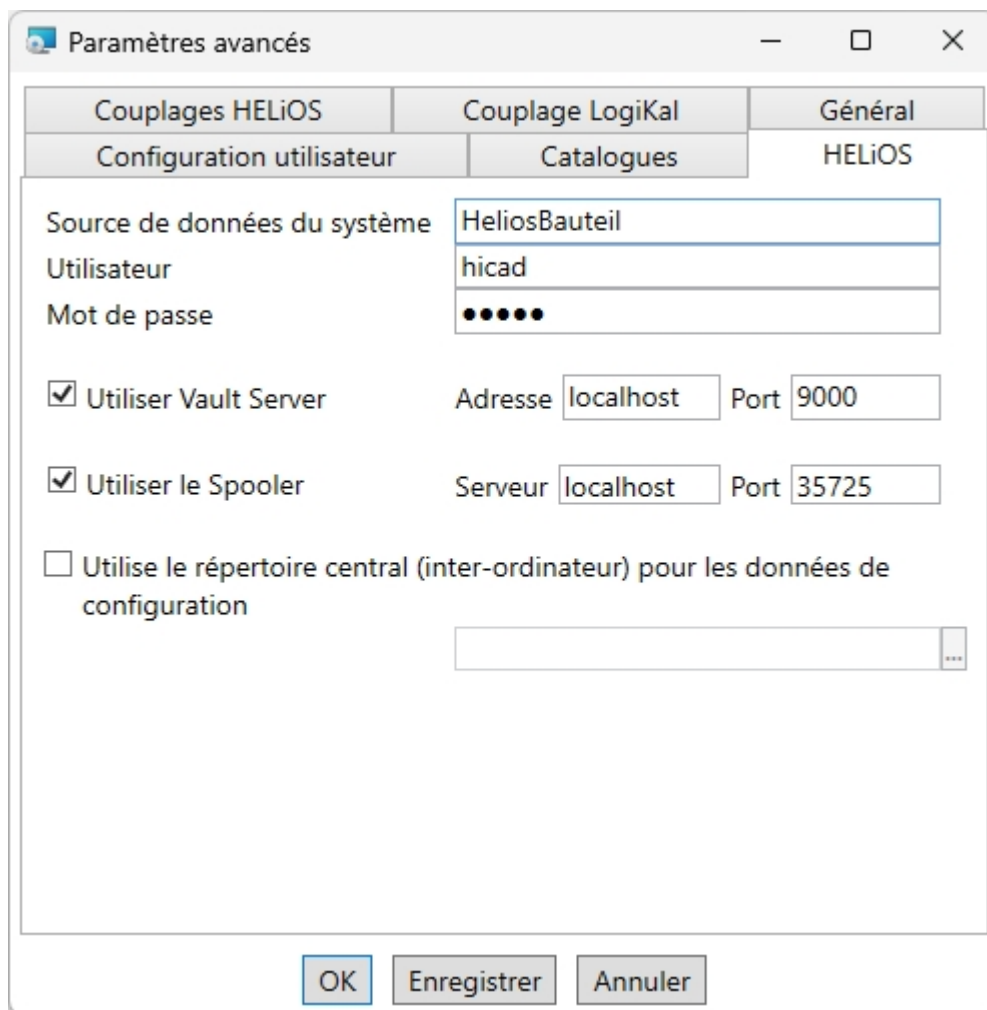 Paramètres avancés
Couplages HELiOS Couplage LogiKal Général
Configuration utilisateur Catalogues HELiOS
Source de données du système HeliosBauteil
Utilisateur hicad
Mot de passe ●●●●●
Utiliser Vault Server Adresse localhost Port 9000
Utiliser le Spooler Serveur localhost Port 35725
Utilise le répertoire central (inter-ordinateur) pour les données de
configuration
...
OK Enregistrer Annuler